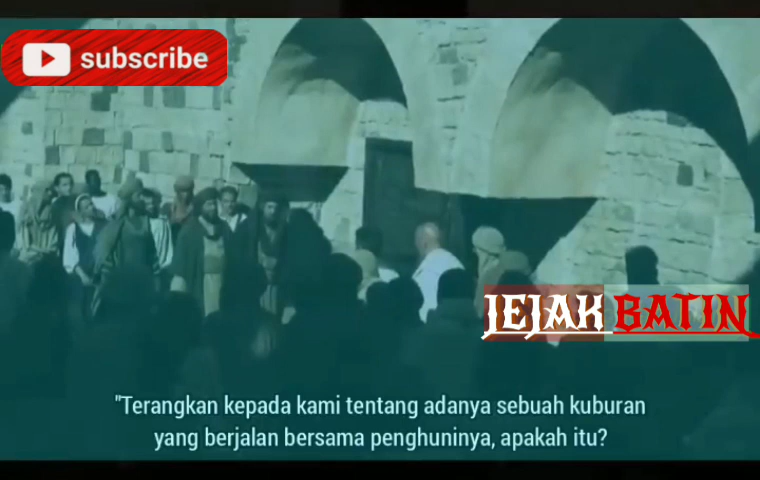 subscribe
JEJAK BATIN
"Terangkan kepada kami tentang adanya sebuah kuburan
yang berjalan bersama penghuninya, apakah itu?